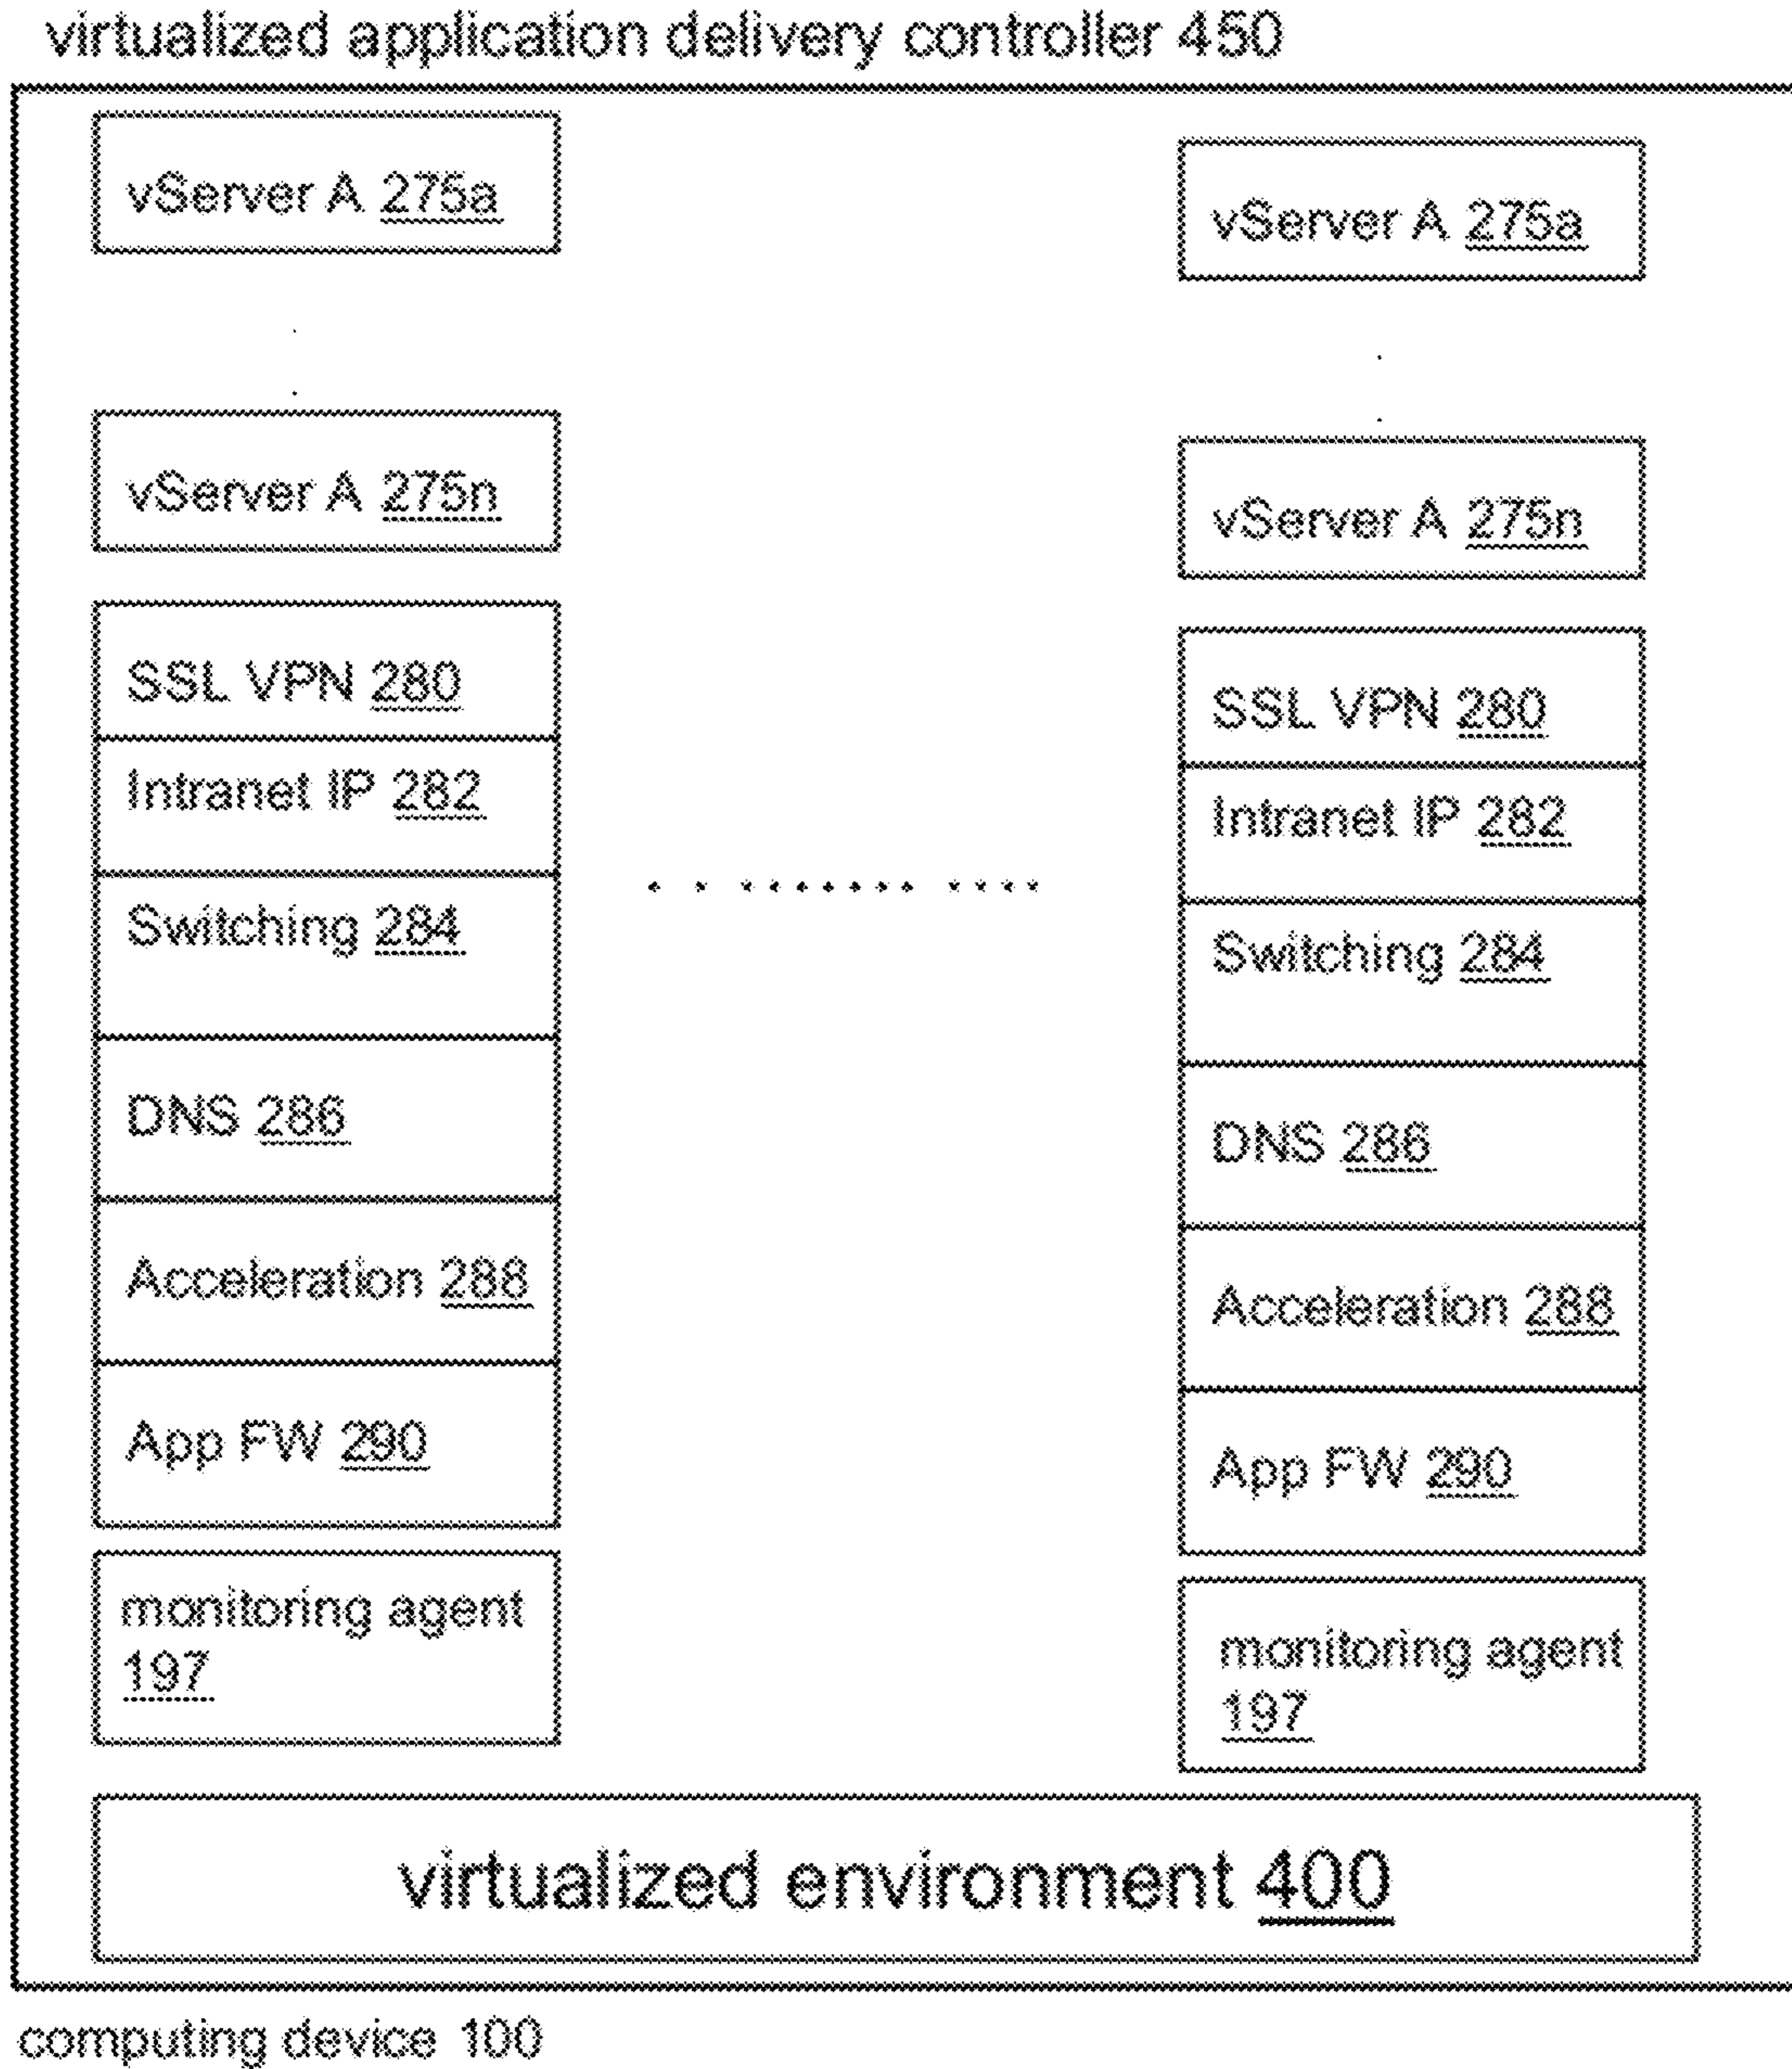 virtualized application delivery controller 450
vServer A 275a
vServer A 275n
SSL VPN 280
Intranet IP 282
Switching 284
DNS 286
Acceleration 288
App FW 290
monitoring agent
197
vServer A 275a
vServer A 275n
SSL VPN 280
Intranet IP 282
Switching 284
DNS 286
Acceleration 288
App FW 290
monitoring agent
197
virtualized environment 400
computing device 100